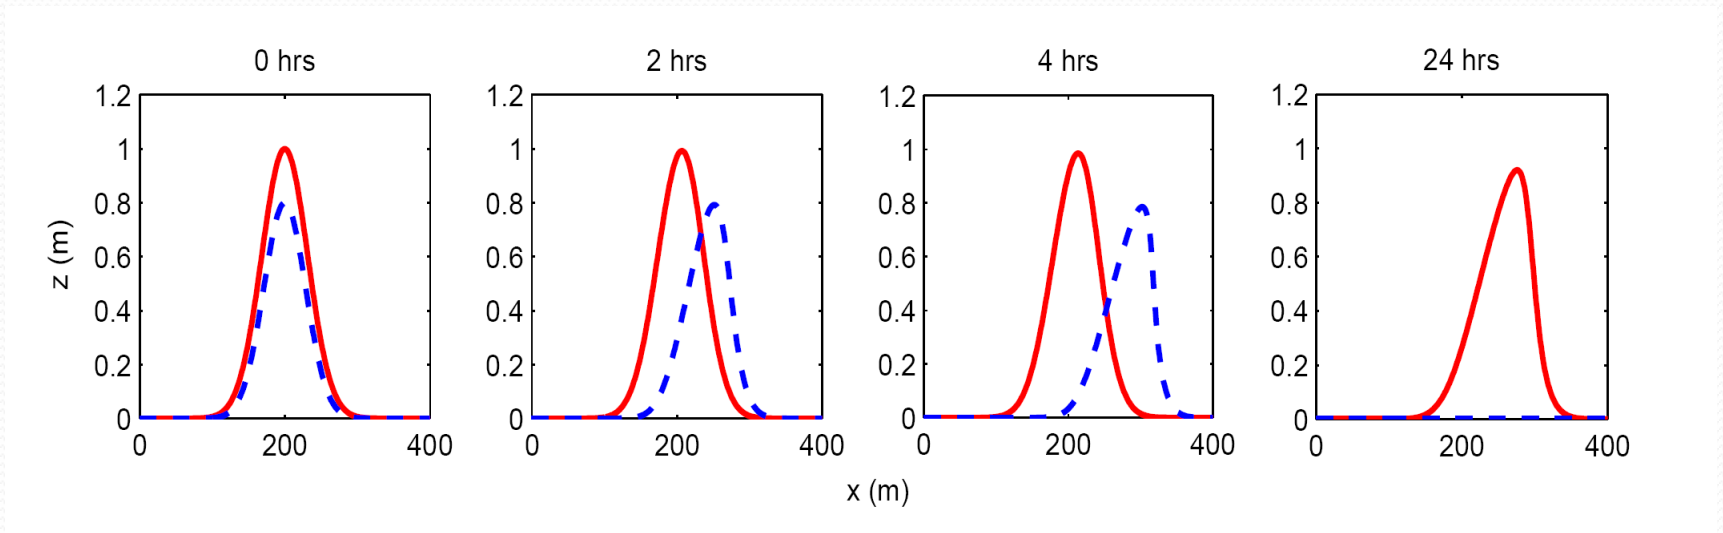 0 hrs 2 hrs 4 hrs 24 hrs
1.2 1.2 1.2 1.2
1 1 1 1
0.8 0.8 0.8 0.8
z (m)
0.6 0.6 0.6 0.6
0.4 0.4 0.4 0.4
0.2 0.2 0.2 0.2
0 0 0 0
0 200 400 0 200 400 0 200 400 0 200 400
x (m)